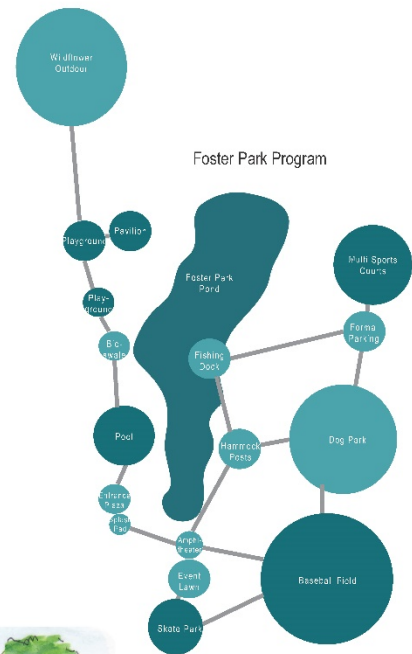 Wildflower
Outdoor
Foster Park Program
Playground
Pavilion
Multi Sports
Courts
Foster Park
Pond
Play-
ground
Bio-
swale
Fishing
Dock
Forma
Parking
Pool
Hammock
Posts
Dog Park
Entrance
Plaza
Splash
Pad
Amphi-
theater
Event
Lawn
Baseball Field
Skate Park